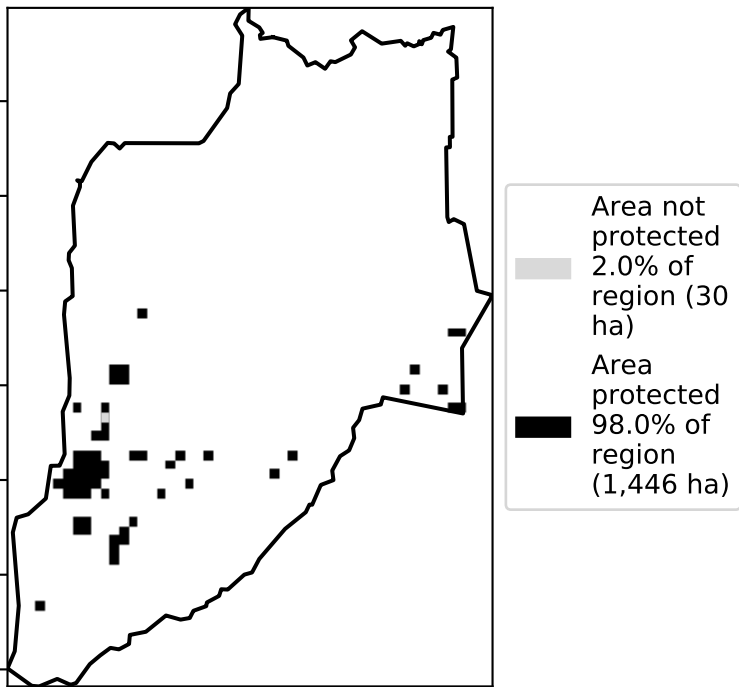 Area not
protected
2.0% of
region (30
ha)
Area
protected
98.0% of
region
(1,446 ha)